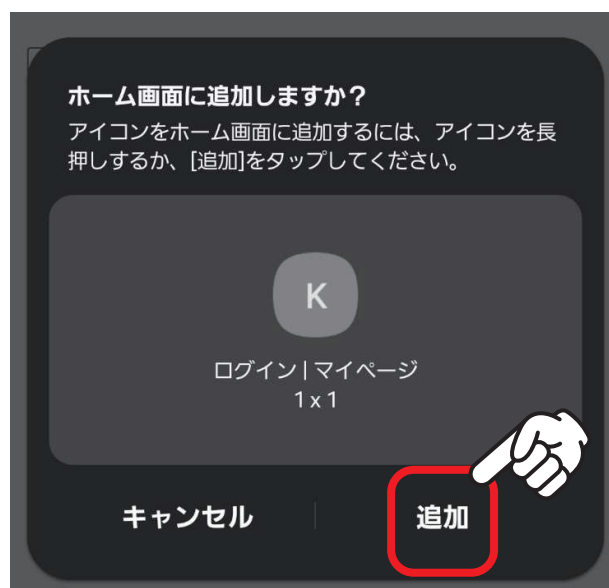 ホーム画面に追加しますか？
アイコンをホーム画面に追加するには、アイコンを長
押しするか、[追加]をタップしてください。
K
ログイン | マイページ
1 x 1
キャンセル
追加